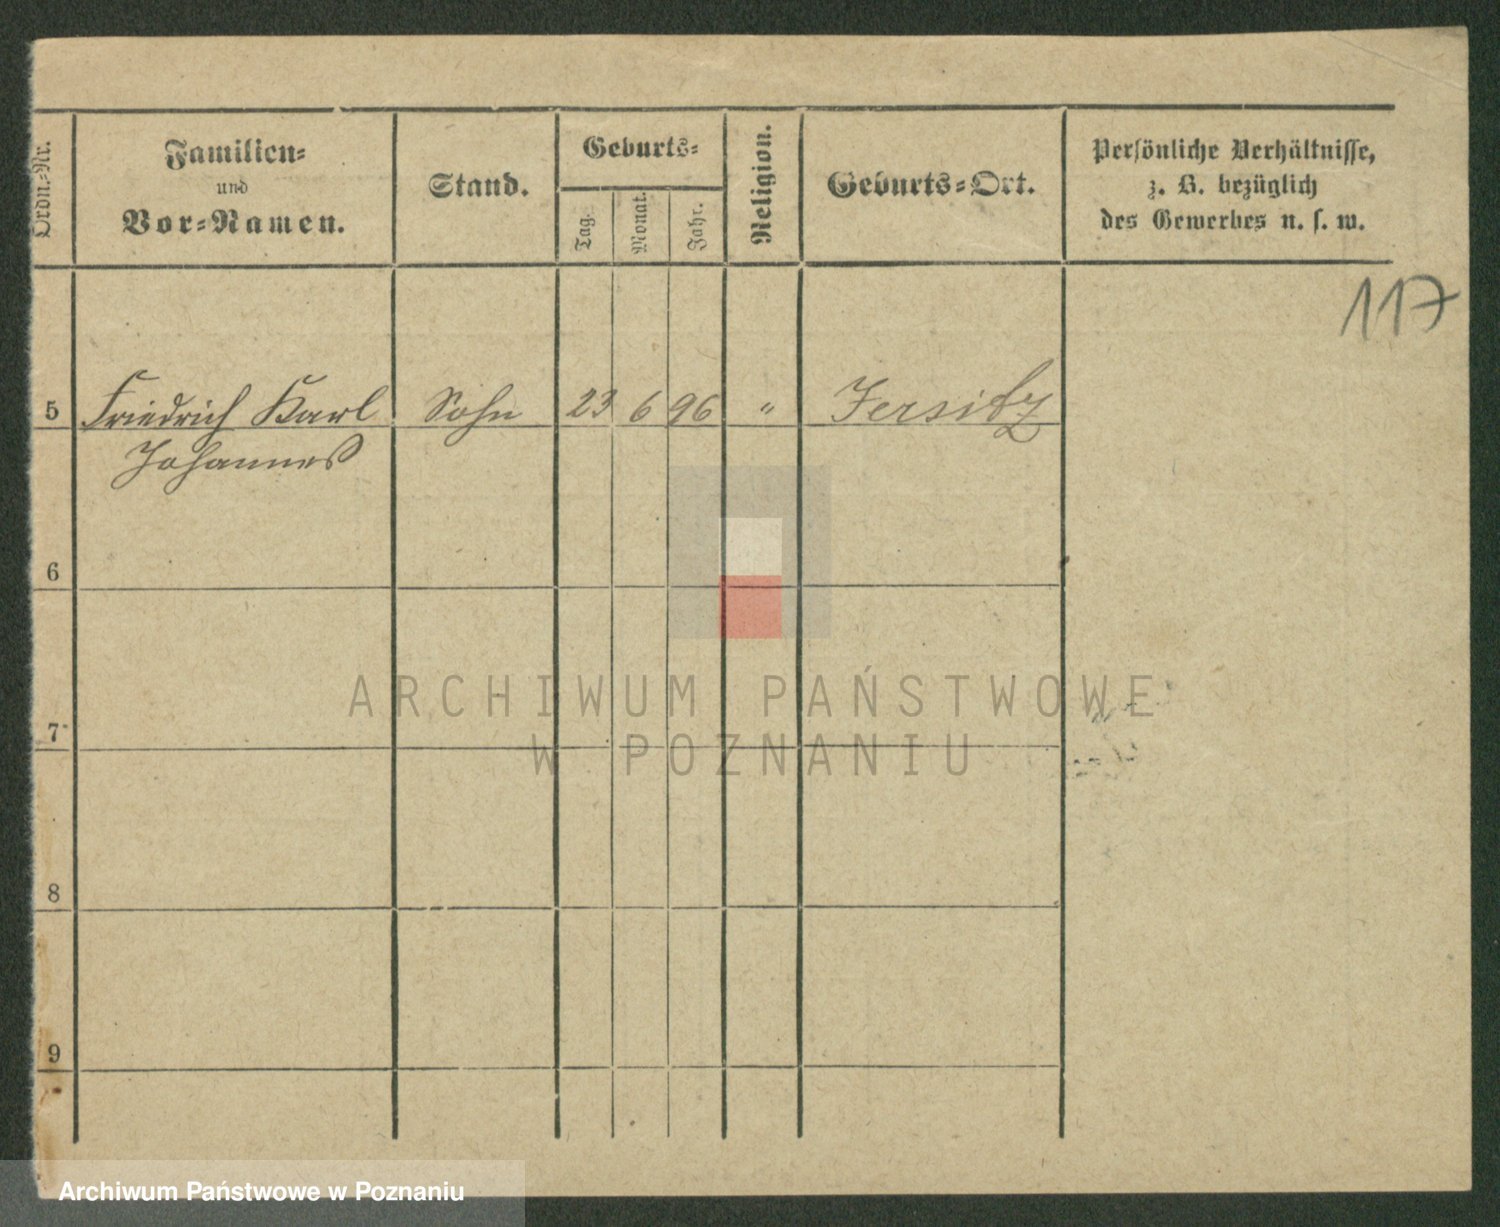 Ordn.-Nr.
Familien-
und
Vor-Namen.
Stand.
Geburts-
Tag.
Monat.
Jahr.
Religion.
Geburts-Ort.
Persönliche Verhältnisse,
z. B. bezüglich
des Gewerbes u. s. w.
117
5 Friedrich Karl Sohn 23 6 96 " Jersitz
Johannes
6
7
8
9
ARCHIWUM PAŃSTWOWE
W POZNANIU
Archiwum Państwowe w Poznaniu